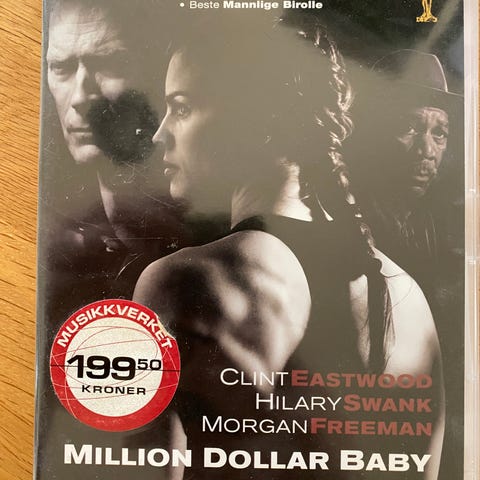 • Beste Mannlige Birolle
MUSIKKVERKET
199 50
KRONER
CLINT EASTWOOD
HILARY SWANK
MORGAN FREEMAN
MILLION DOLLAR BABY